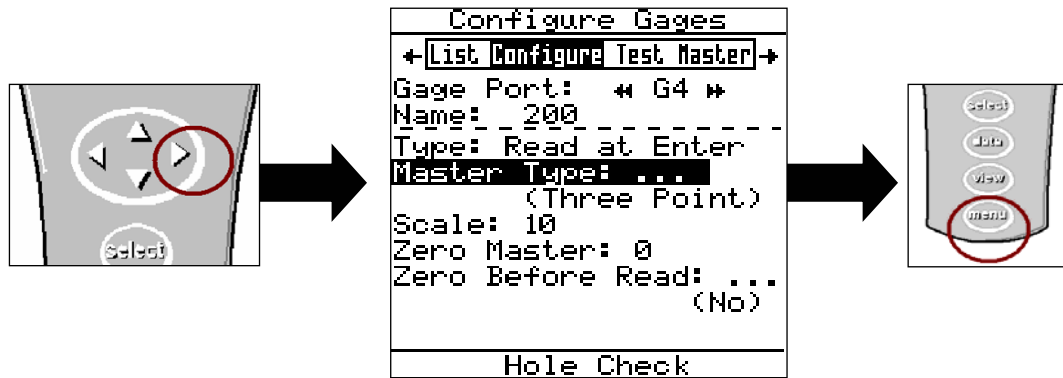 select
Configure Gages
List Configure Test Master
Gage Port: G4
Name: 200
Type: Read at Enter
Master Type: ...
(Three Point)
Scale: 10
Zero Master: 0
Zero Before Read: ...
(No)
Hole Check
select
data
view
menu